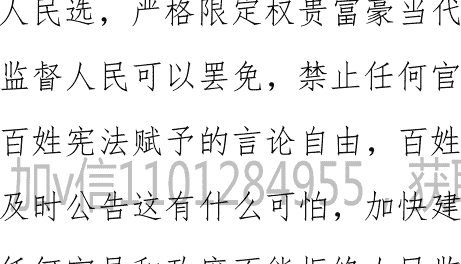 人民选，严格限定权贵富豪当代
监督人民可以罢免，禁止任何官
百姓宪法赋予的言论自由，百姓
加v信1101284955 获取
及时公告这有什么可怕，加快建